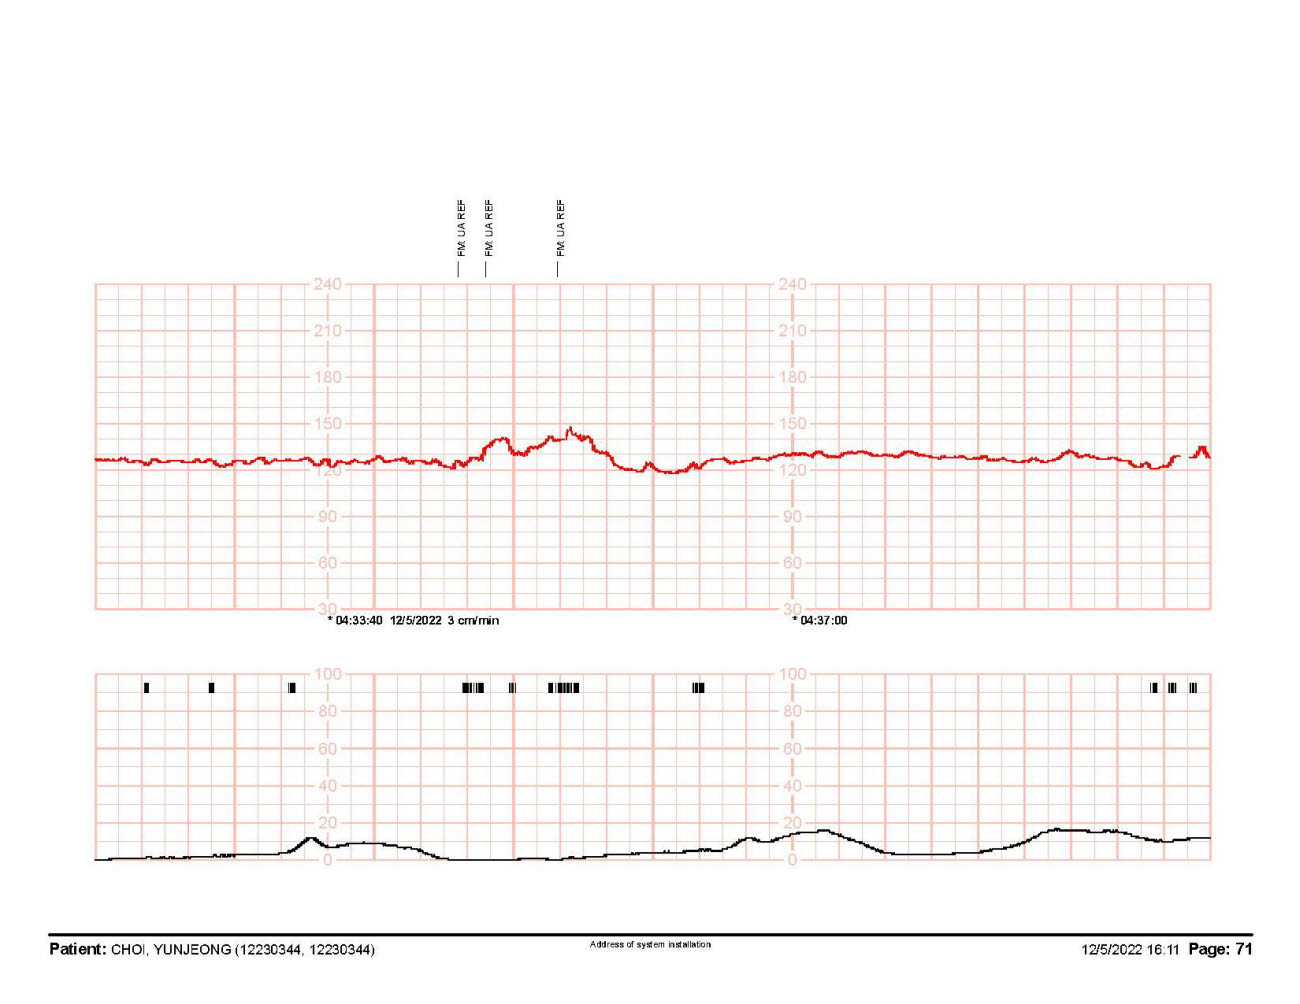 FM: UA REF
FM: UA REF
FM: UA REF
240 240
210 210
180 180
150 150
120 120
90 90
60 60
30 30
* 04:33:40 12/5/2022 3 cm/min * 04:37:00
100 100
80 80
60 60
40 40
20 20
0 0
Patient: CHOI, YUNJEONG (12230344, 12230344) Address of system installation 12/5/2022 16:11 Page: 71